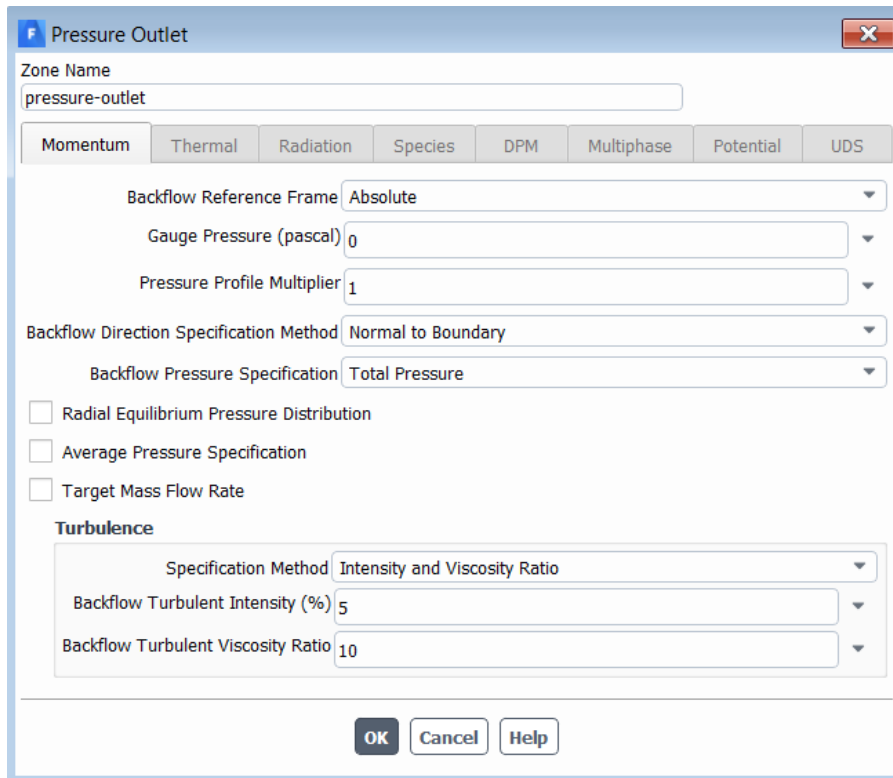 F Pressure Outlet
Zone Name
pressure-outlet
Momentum Thermal Radiation Species DPM Multiphase Potential UDS
Backflow Reference Frame Absolute
Gauge Pressure (pascal) 0
Pressure Profile Multiplier 1
Backflow Direction Specification Method Normal to Boundary
Backflow Pressure Specification Total Pressure
Radial Equilibrium Pressure Distribution
Average Pressure Specification
Target Mass Flow Rate
Turbulence
Specification Method Intensity and Viscosity Ratio
Backflow Turbulent Intensity (%) 5
Backflow Turbulent Viscosity Ratio 10
OK Cancel Help